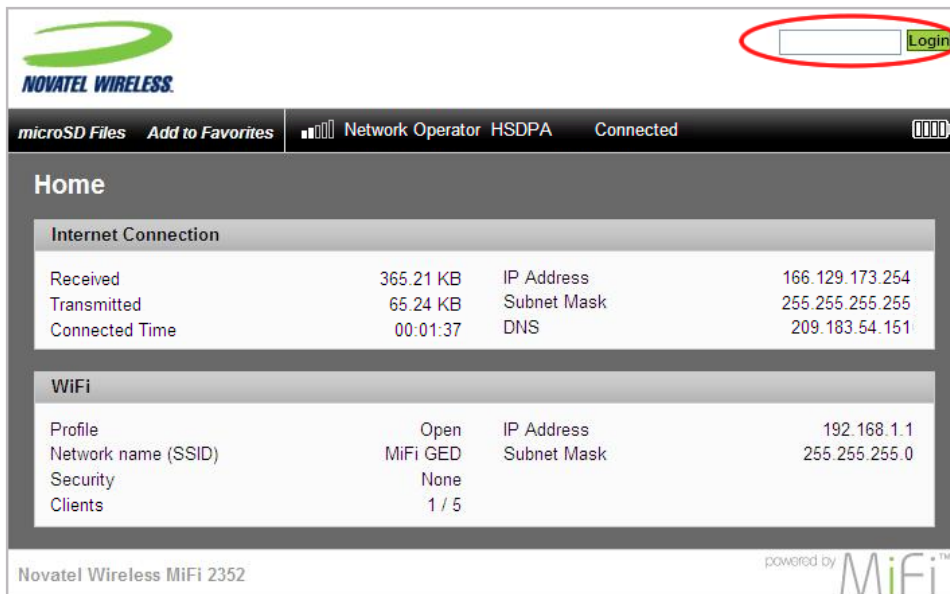 Login
NOVATEL WIRELESS.
microSD Files Add to Favorites Network Operator HSDPA Connected
Home
Internet Connection
Received 365.21 KB IP Address 166.129.173.254
Transmitted 65.24 KB Subnet Mask 255.255.255.255
Connected Time 00:01:37 DNS 209.183.54.151
WiFi
Profile Open IP Address 192.168.1.1
Network name (SSID) MiFi GED Subnet Mask 255.255.255.0
Security None
Clients 1 / 5
Novatel Wireless MiFi 2352 powered by MiFi™